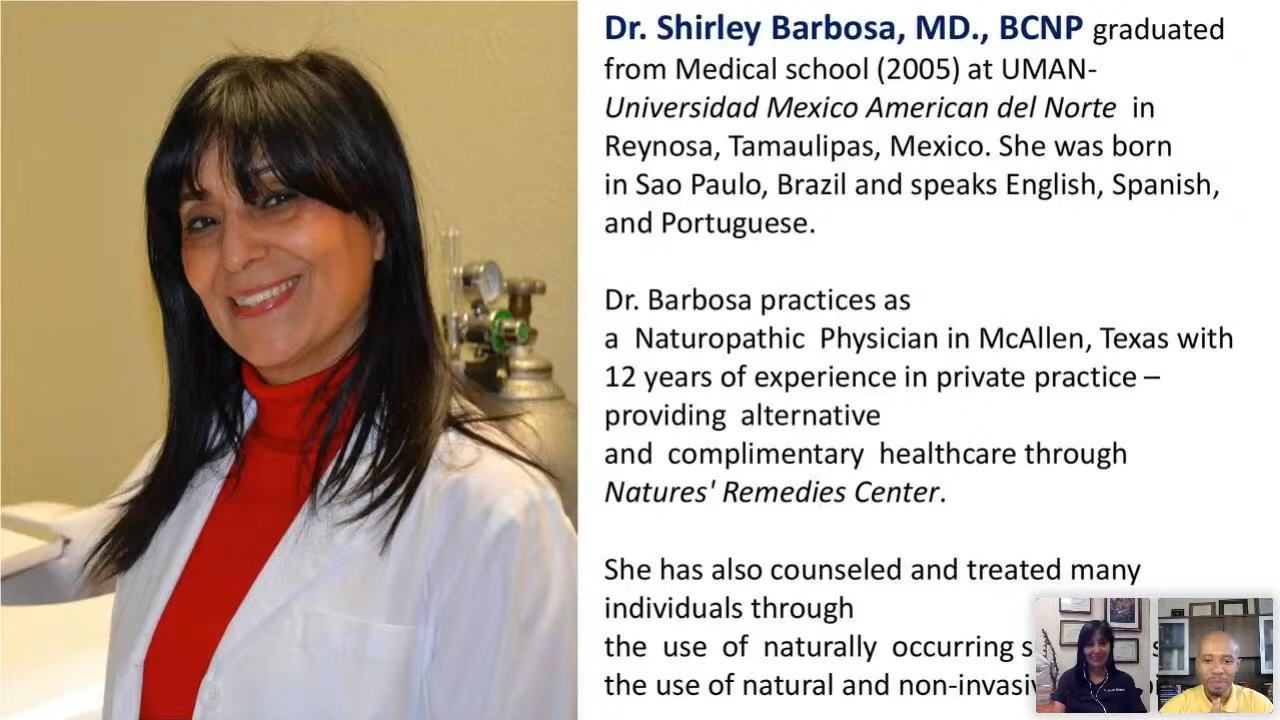 Dr. Shirley Barbosa, MD., BCNP graduated
from Medical school (2005) at UMAN-
Universidad Mexico American del Norte in
Reynosa, Tamaulipas, Mexico. She was born
in Sao Paulo, Brazil and speaks English, Spanish,
and Portuguese.
Dr. Barbosa practices as
a Naturopathic Physician in McAllen, Texas with
12 years of experience in private practice –
providing alternative
and complimentary healthcare through
Natures' Remedies Center.
She has also counseled and treated many
individuals through
the use of naturally occurring
the use of natural and